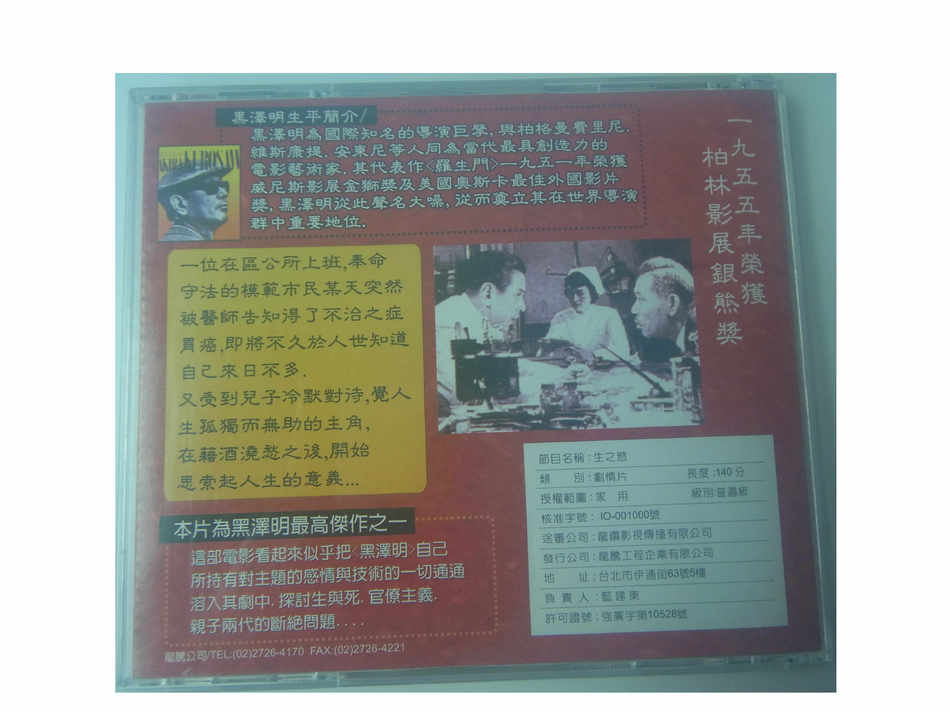 黑澤明生平簡介/
黑澤明為國際知名的導演巨擘, 與柏格曼費里尼.
維斯康提. 安東尼等人同為當代最具創造力的
電影藝術家. 其代表作〈羅生門〉一九五一年榮獲
威尼斯影展金獅獎及美國奧斯卡最佳外國影片
獎, 黑澤明從此聲名大噪, 從而奠立其在世界導演
群中重要地位.
一九五五年榮獲
柏林影展銀熊獎
一位在區公所上班,奉命
守法的模範市民某天突然
被醫師告知得了不治之症
胃癌,即將不久於人世知道
自己來日不多.
又受到兒子冷默對待,覺人
生孤獨而無助的主角,
在藉酒澆愁之後,開始
思索起人生的意義...
本片為黑澤明最高傑作之一
這部電影看起來似乎把〈黑澤明〉自己
所持有對主題的感情與技術的一切通通
溶入其劇中. 探討生與死. 官僚主義.
親子兩代的斷絕問題....
龍騰公司/TEL:(02)2726-4170 FAX:(02)2726-4221
節目名稱:生之慾
類 別:劇情片 長度:140分
授權範圍:家 用 級別:普遍級
核准字號: IO-001000號
送審公司:龍鑽影視傳播有限公司
發行公司:龍騰工程企業有限公司
地 址:台北市伊通街63號5樓
負責人:藍建東
許可證號:強廣字第10528號